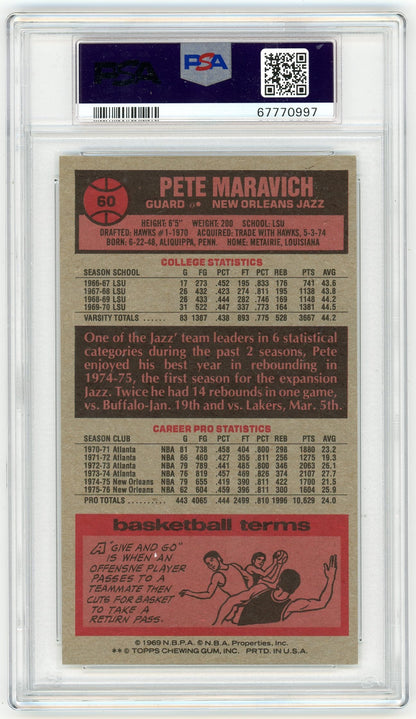 PSA
PSA
67770997
60
PETE MARAVICH
GUARD 6• NEW ORLEANS JAZZ
HEIGHT: 6'5" WEIGHT: 200 SCHOOL: LSU
DRAFTED: HAWKS #1-1970 ACQUIRED: TRADE WITH HAWKS, 5-3-74
BORN: 6-22-48, ALIQUIPPA, PENN. HOME: METAIRIE, LOUISIANA
COLLEGE STATISTICS
SEASON SCHOOL G FG PCT FT PCT REB PTS AVG
1966-67 LSU 17 273 .452 195 .833 176 741 43.6
1967-68 LSU 26 432 .423 274 .811 195 1138 43.8
1968-69 LSU 26 433 .444 282 .746 169 1148 44.2
1969-70 LSU 31 522 .447 337 .773 164 1381 44.5
VARSITY TOTALS ....... 83 1387 .438 893 .775 528 3667 44.2
One of the Jazz' team leaders in 6 statistical
categories during the past 2 seasons, Pete
enjoyed his best year in rebounding in
1974-75, the first season for the expansion
Jazz. Twice he had 14 rebounds in one game,
vs. Buffalo-Jan. 19th and vs. Lakers, Mar. 5th.
CAREER PRO STATISTICS
SEASON CLUB G FG PCT FT PCT REB PTS AVG
1970-71 Atlanta NBA 81 738 .458 404 .800 298 1880 23.2
1971-72 Atlanta NBA 66 460 .427 355 .811 256 1275 19.3
1972-73 Atlanta NBA 79 789 .441 485 .800 346 2063 26.1
1973-74 Atlanta NBA 76 819 .457 469 .826 374 2107 27.7
1974-75 New Orleans NBA 79 655 .419 390 .811 422 1700 21.5
1975-76 New Orleans NBA 62 604 .459 396 .811 300 1604 25.9
PRO TOTALS .............. 443 4065 .444 2499 .810 1996 10,629 24.0
basketball terms
A "GIVE AND GO"
IS WHEN AN
OFFENSIVE PLAYER
PASSES TO A
TEAMMATE THEN
CUTS FOR BASKET
TO TAKE A
RETURN PASS.
© 1969 N.B.P.A. © N.B.A. Properties, Inc.
** © TOPPS CHEWING GUM, INC. PRTD. IN U.S.A.